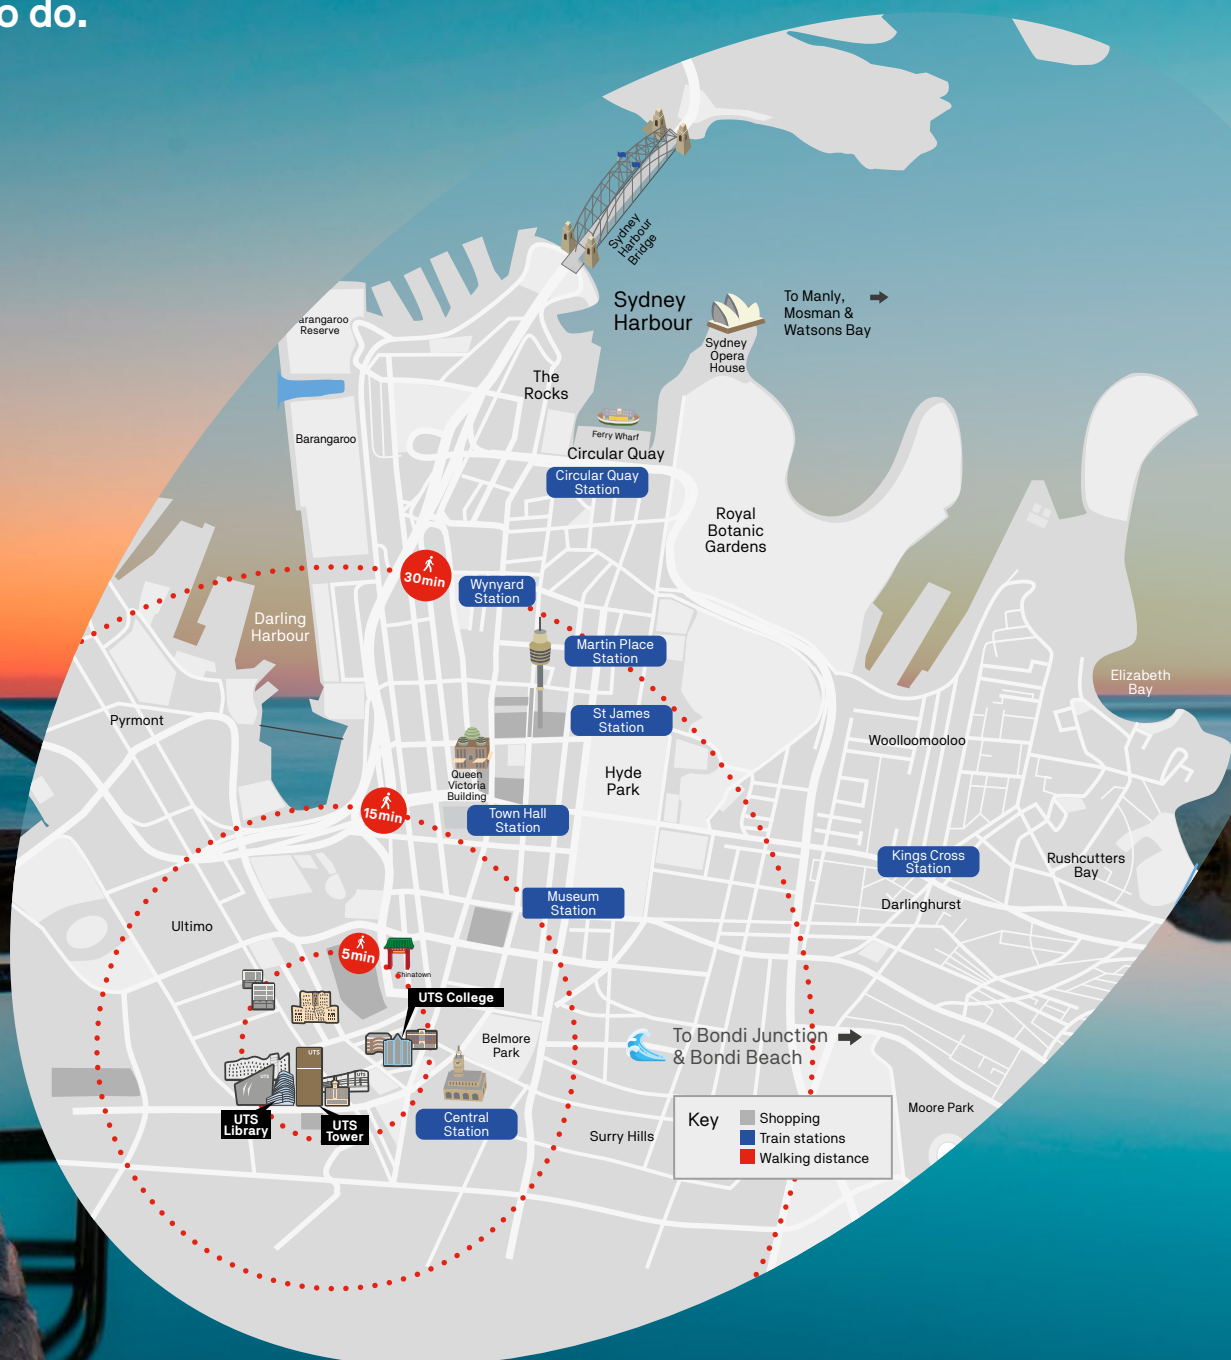 o do.
Sydney
Harbour
Bridge
Sydney
Harbour
To Manly,
Mosman &
Watsons Bay
Sydney
Opera
House
arangaroo
Reserve
The
Rocks
Ferry Wharf
Circular Quay
Barangaroo
Circular Quay
Station
Royal
Botanic
Gardens
30min
Wynyard
Station
Darling
Harbour
Martin Place
Station
Elizabeth
Bay
St James
Station
Pyrmont
Woolloomooloo
Queen
Victoria
Building
Hyde
Park
15min
Town Hall
Station
Kings Cross
Station
Rushcutters
Bay
Museum
Station
Darlinghurst
Ultimo
5min
Chinatown
UTS College
Belmore
Park
To Bondi Junction
& Bondi Beach
UTS
UTS
Library
UTS
Tower
Central
Station
Surry Hills
Moore Park
Key
Shopping
Train stations
Walking distance